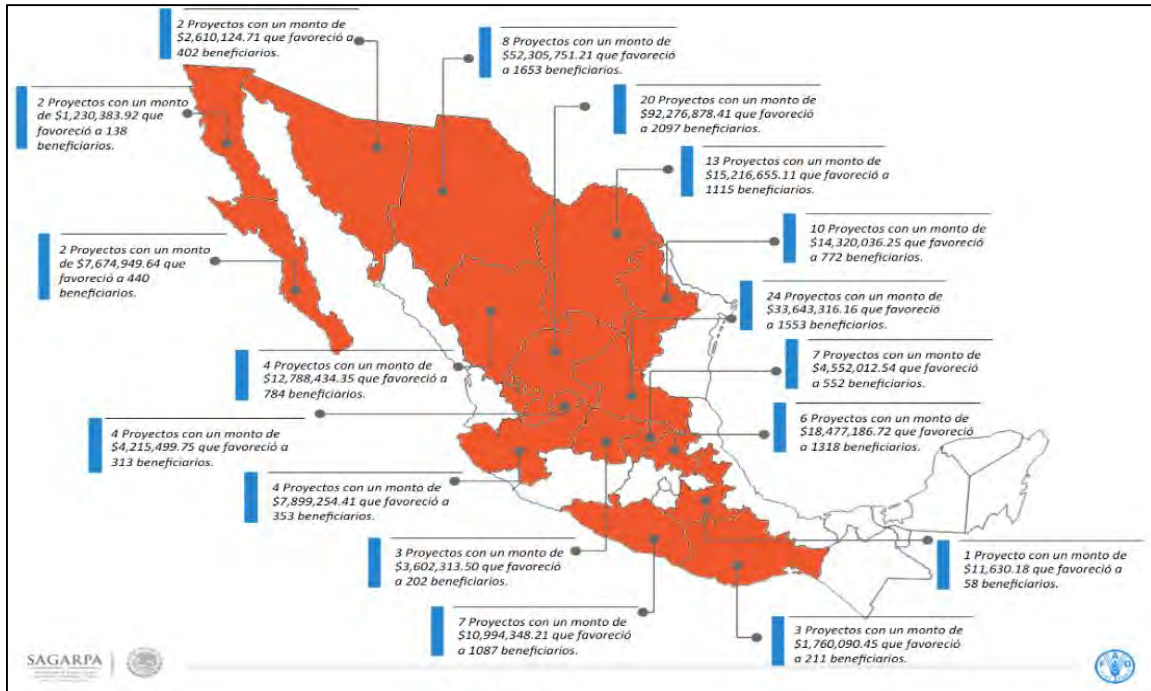 2 Proyectos con un monto de
$2,610,124.71 que favoreció a
402 beneficiarios.
8 Proyectos con un monto de
$52,305,751.21 que favoreció
a 1653 beneficiarios.
2 Proyectos con un monto
de $1,230,383.92 que
favoreció a 138
beneficiarios.
20 Proyectos con un monto de
$92,276,878.41 que favoreció
a 2097 beneficiarios.
13 Proyectos con un monto de
$15,216,655.11 que favoreció a
1115 beneficiarios.
10 Proyectos con un monto de
$14,320,036.25 que favoreció
a 772 beneficiarios.
2 Proyectos con un monto
de $7,674,949.64 que
favoreció a 440
beneficiarios.
24 Proyectos con un monto de
$33,643,316.16 que favoreció
a 1553 beneficiarios.
7 Proyectos con un monto de
$4,552,012.54 que favoreció
a 552 beneficiarios.
4 Proyectos con un monto de
$12,788,434.35 que favoreció a
784 beneficiarios.
6 Proyectos con un monto de
$18,477,186.72 que favoreció
a 1318 beneficiarios.
4 Proyectos con un monto de
$4,215,499.75 que favoreció a
313 beneficiarios.
4 Proyectos con un monto de
$7,899,254.41 que favoreció a
353 beneficiarios.
3 Proyectos con un monto de
$3,602,313.50 que favoreció
a 202 beneficiarios.
1 Proyecto con un monto de
$11,630.18 que favoreció a
58 beneficiarios.
7 Proyectos con un monto de
$10,994,348.21 que favoreció
a 1087 beneficiarios.
3 Proyectos con un monto de
$1,760,090.45 que favoreció
a 211 beneficiarios.
SAGARPA
FAO